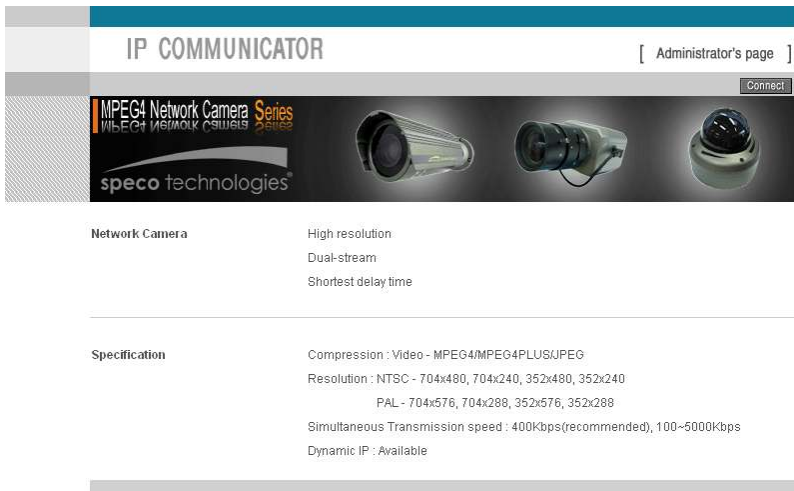 IP COMMUNICATOR
[ Administrator's page ]
Connect
MPEG4 Network Camera Series
speco technologies®
Network Camera
High resolution
Dual-stream
Shortest delay time
Specification
Compression : Video - MPEG4/MPEG4PLUS/JPEG
Resolution : NTSC - 704x480, 704x240, 352x480, 352x240
PAL - 704x576, 704x288, 352x576, 352x288
Simultaneous Transmission speed : 400Kbps(recommended), 100~5000Kbps
Dynamic IP : Available